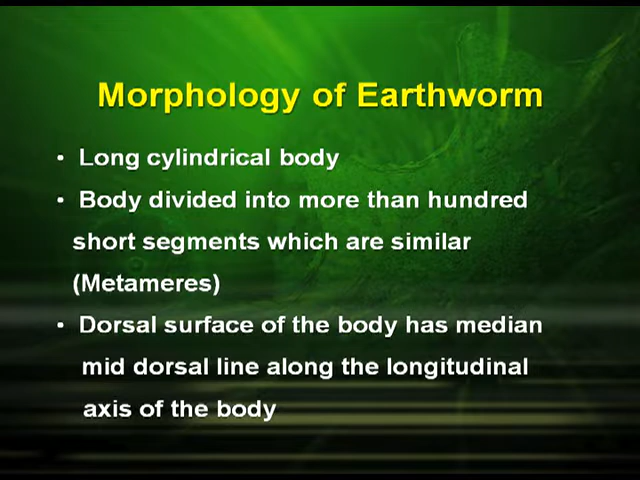 Morphology of Earthworm
• Long cylindrical body
• Body divided into more than hundred
short segments which are similar
(Metameres)
• Dorsal surface of the body has median
mid dorsal line along the longitudinal
axis of the body